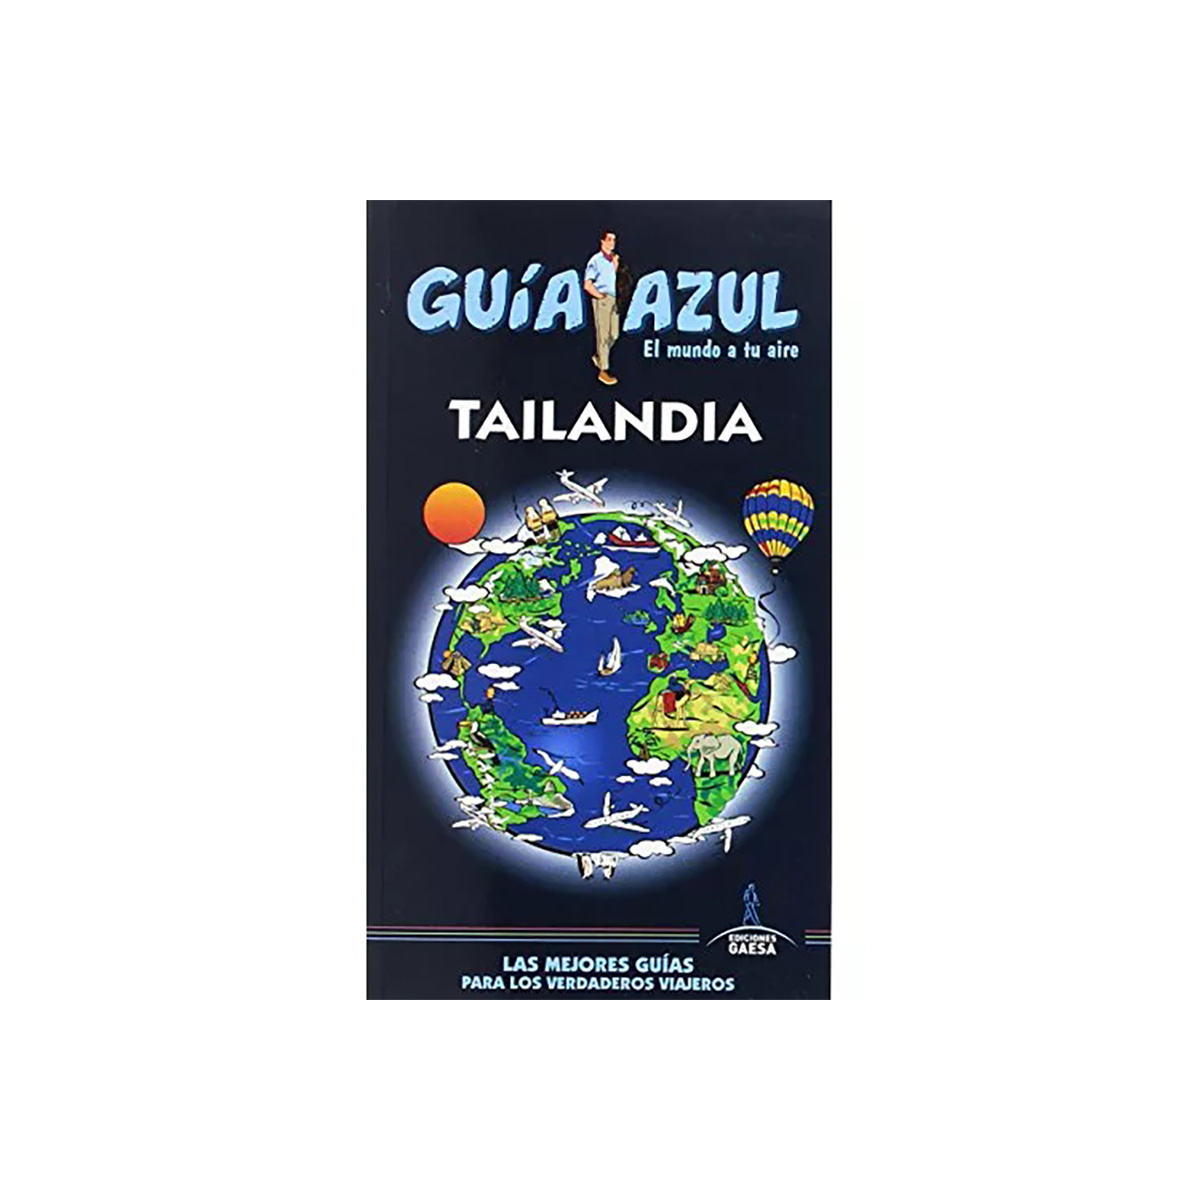 GUÍA AZUL
El mundo a tu aire
TAILANDIA
EDICIONES
GAESA
LAS MEJORES GUÍAS
PARA LOS VERDADEROS VIAJEROS